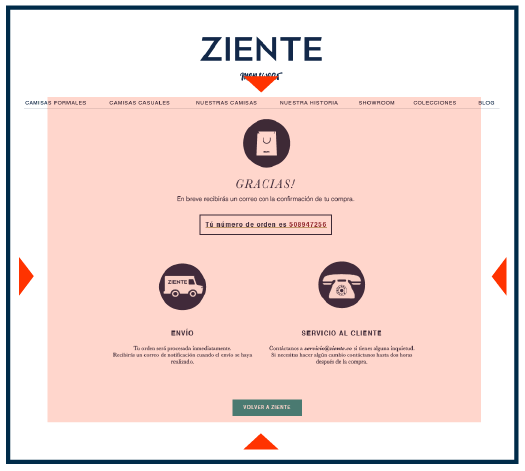 ZIENTE
menswear
CAMISAS FORMALES CAMISAS CASUALES NUESTRAS CAMISAS NUESTRA HISTORIA SHOWROOM COLECCIONES BLOG
GRACIAS!
En breve recibirás un correo con la confirmación de tu compra.
Tú número de orden es 508947256
ZIENTE
ENVÍO
Tu orden será procesada inmediatamente.
Recibirás un correo de notificación cuando el envío se haya
realizado.
SERVICIO AL CLIENTE
Contáctanos a servicio@ziente.co si tienes alguna inquietud.
Si necesitas hacer algún cambio contáctanos hasta dos horas
después de la compra.
VOLVER A ZIENTE